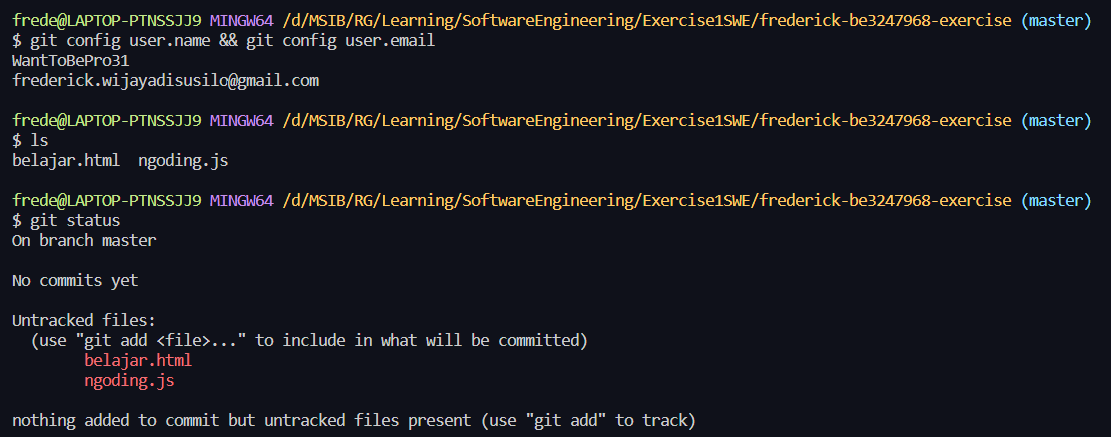 frede@LAPTOP-PTNSSJJ9 MINGW64 /d/MSIB/RG/Learning/SoftwareEngineering/Exercise1SWE/frederick-be3247968-exercise (master)
$ git config user.name && git config user.email
WantToBePro31
frederick.wijayadisusilo@gmail.com

frede@LAPTOP-PTNSSJJ9 MINGW64 /d/MSIB/RG/Learning/SoftwareEngineering/Exercise1SWE/frederick-be3247968-exercise (master)
$ ls
belajar.html  ngoding.js

frede@LAPTOP-PTNSSJJ9 MINGW64 /d/MSIB/RG/Learning/SoftwareEngineering/Exercise1SWE/frederick-be3247968-exercise (master)
$ git status
On branch master

No commits yet

Untracked files:
  (use "git add <file>..." to include in what will be committed)
        belajar.html
        ngoding.js

nothing added to commit but untracked files present (use "git add" to track)